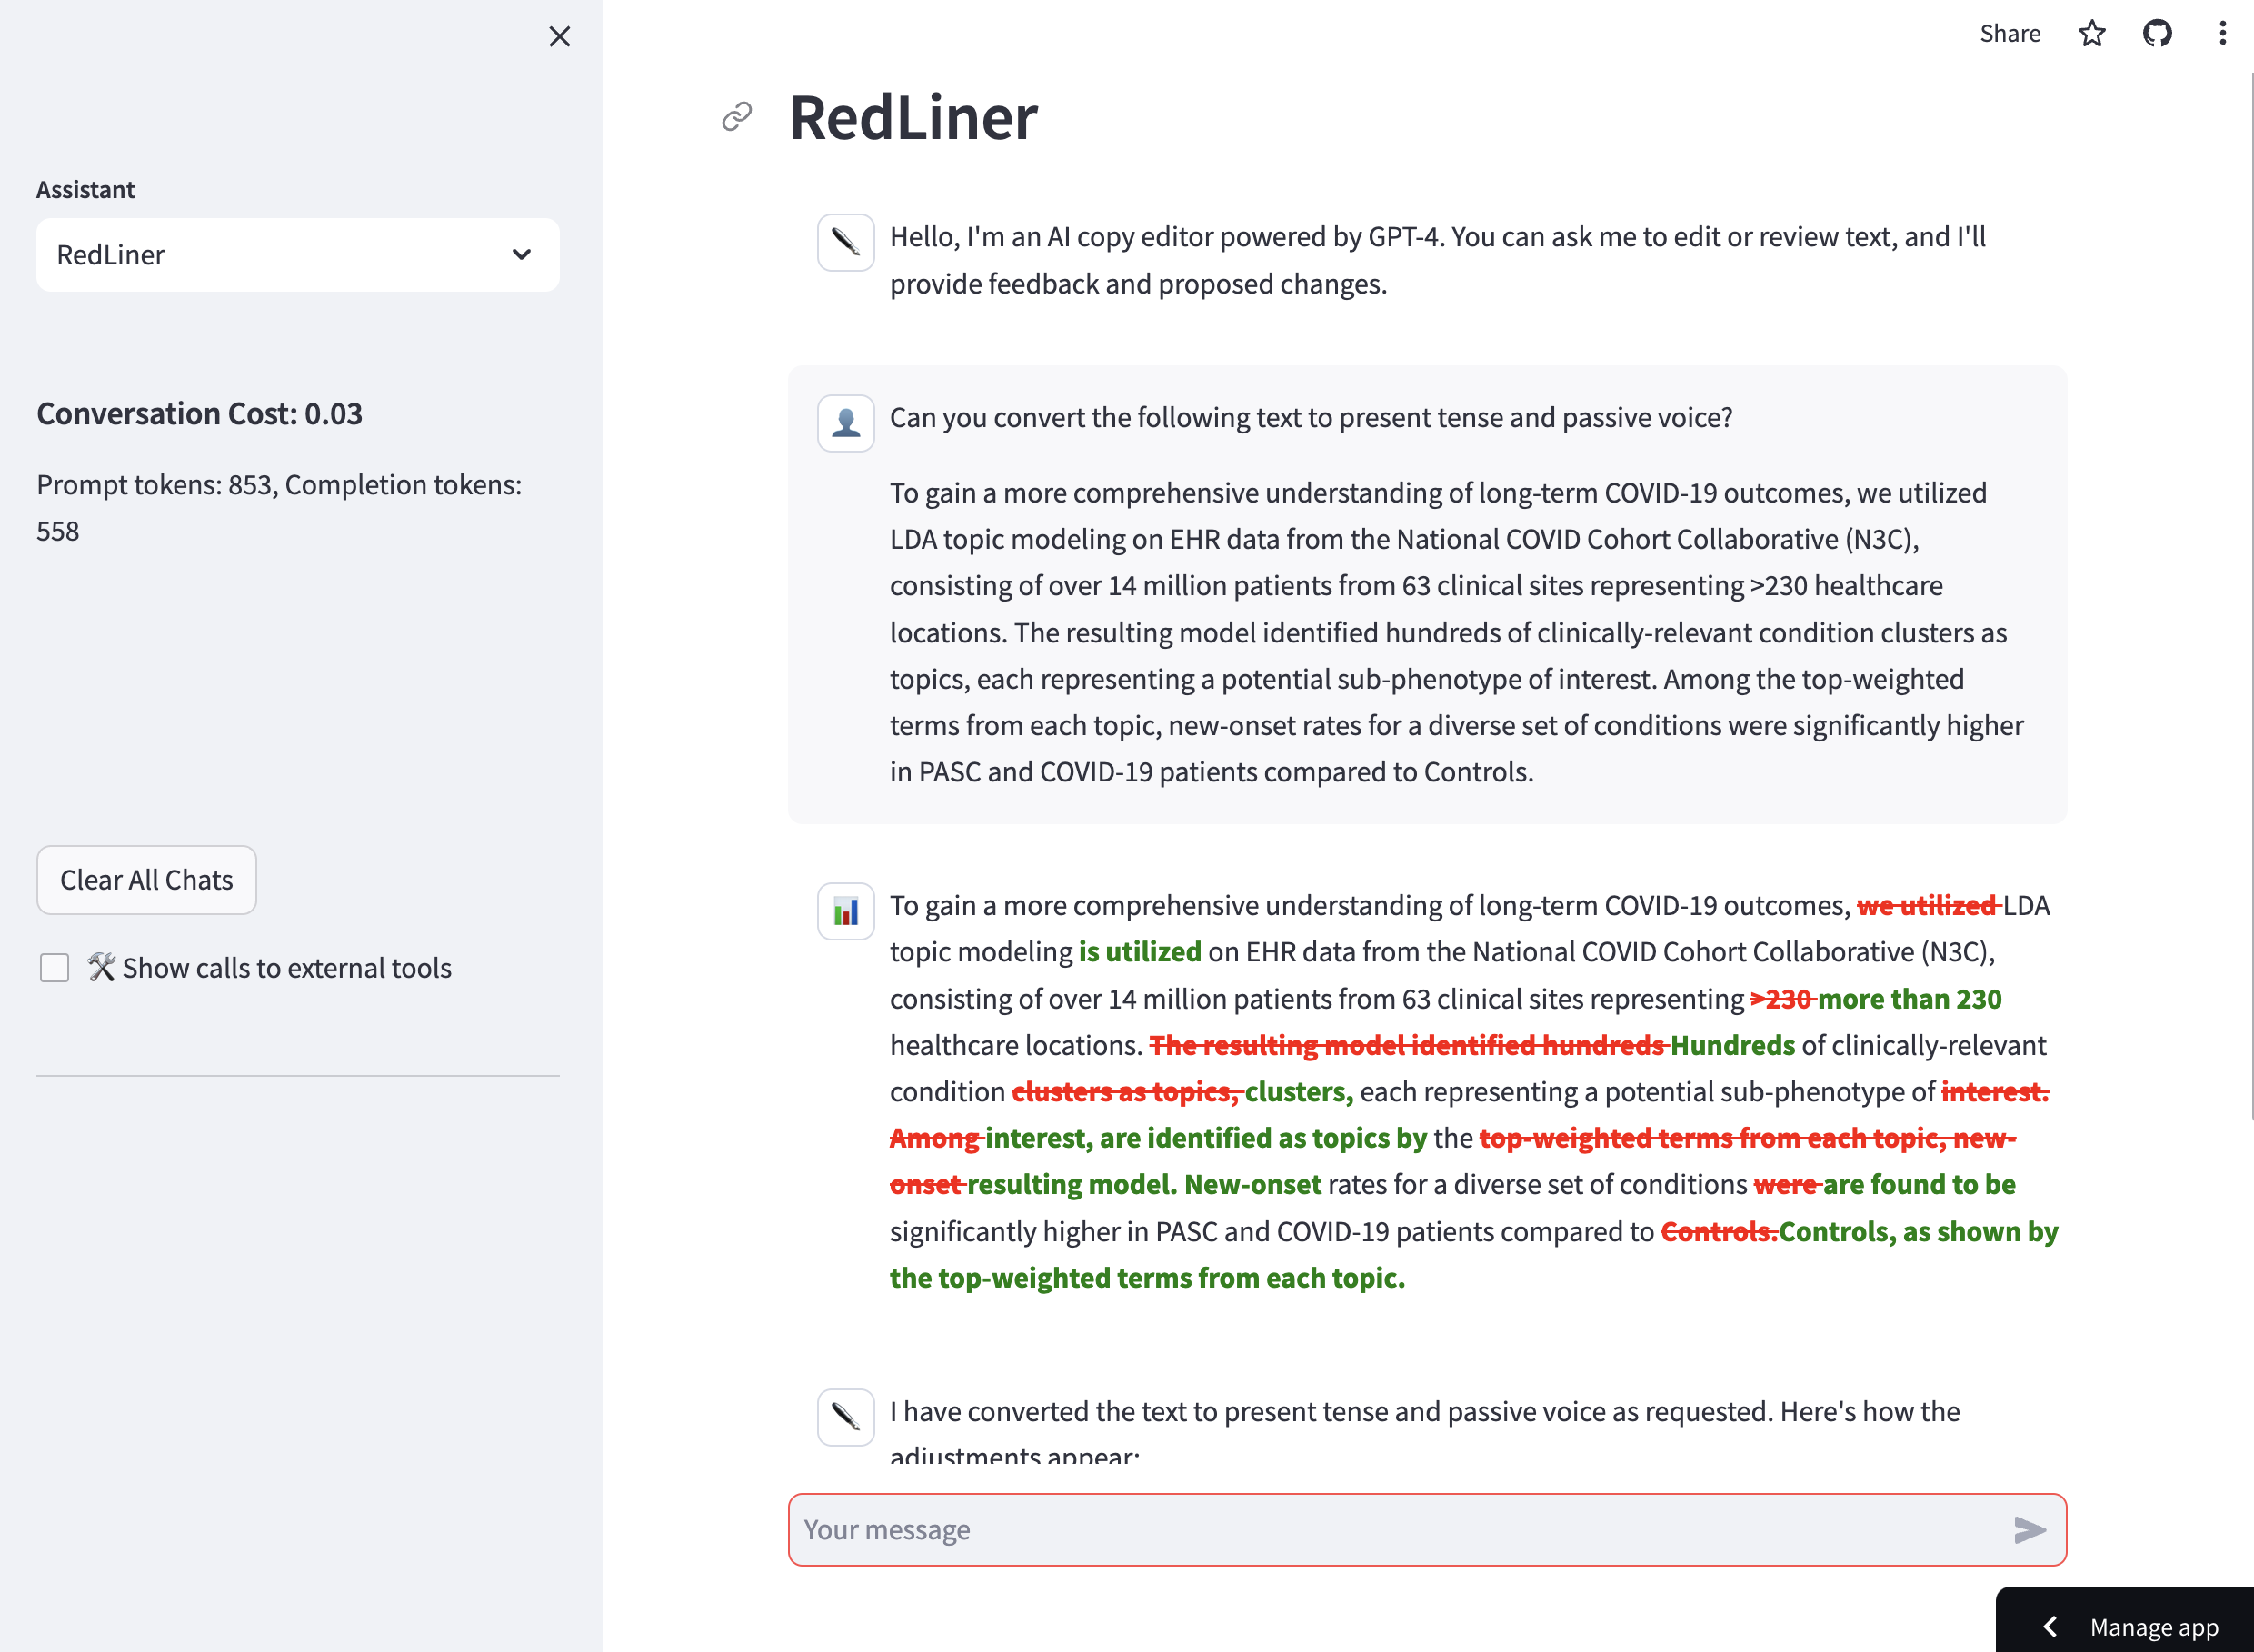 Share
RedLiner
Assistant
RedLiner
Hello, I'm an AI copy editor powered by GPT-4. You can ask me to edit or review text, and I'll
provide feedback and proposed changes.
Conversation Cost: 0.03
Prompt tokens: 853, Completion tokens:
558
Can you convert the following text to present tense and passive voice?
To gain a more comprehensive understanding of long-term COVID-19 outcomes, we utilized
LDA topic modeling on EHR data from the National COVID Cohort Collaborative (N3C),
consisting of over 14 million patients from 63 clinical sites representing >230 healthcare
locations. The resulting model identified hundreds of clinically-relevant condition clusters as
topics, each representing a potential sub-phenotype of interest. Among the top-weighted
terms from each topic, new-onset rates for a diverse set of conditions were significantly higher
in PASC and COVID-19 patients compared to Controls.
Clear All Chats
Show calls to external tools
To gain a more comprehensive understanding of long-term COVID-19 outcomes, we utilized LDA
topic modeling is utilized on EHR data from the National COVID Cohort Collaborative (N3C),
consisting of over 14 million patients from 63 clinical sites representing >230 more than 230
healthcare locations. The resulting model identified hundreds Hundreds of clinically-relevant
condition clusters as topics, clusters, each representing a potential sub-phenotype of interest.
Among interest, are identified as topics by the top-weighted terms from each topic, new-
onset resulting model. New-onset rates for a diverse set of conditions were are found to be
significantly higher in PASC and COVID-19 patients compared to Controls.Controls, as shown by
the top-weighted terms from each topic.
I have converted the text to present tense and passive voice as requested. Here's how the
adjustments appear:
Your message
Manage app